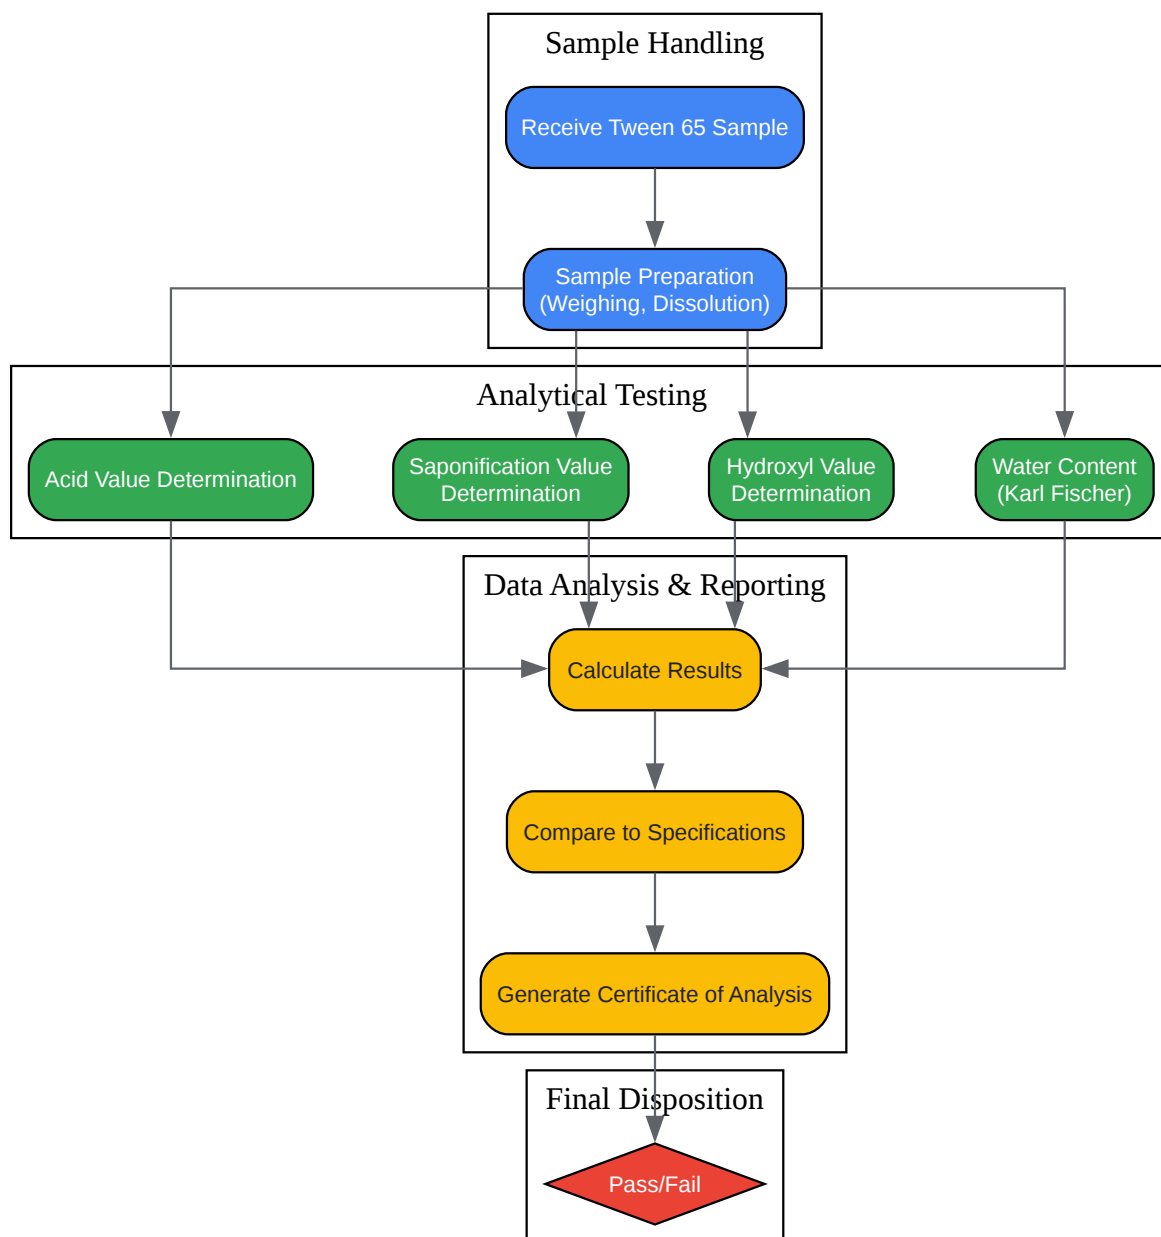 Sample Handling
Receive Tween 65 Sample
Sample Preparation
(Weighing, Dissolution)
Analytical Testing
Acid Value Determination
Saponification Value
Determination
Hydroxyl Value
Determination
Water Content
(Karl Fischer)
Data Analysis & Reporting
Calculate Results
Compare to Specifications
Generate Certificate of Analysis
Final Disposition
Pass/Fail